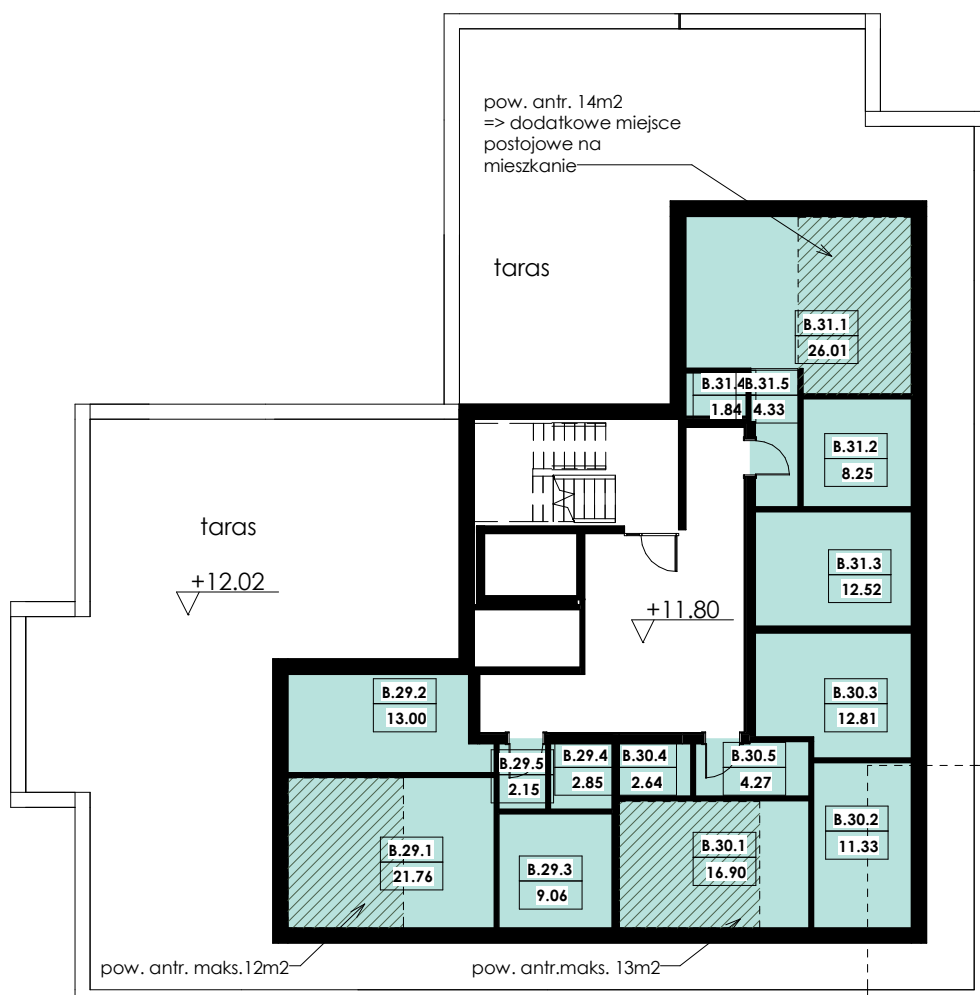 pow. antr. 14m2
=> dodatkowe miejsce
postojowe na
mieszkanie
taras
B.31.1
26.01
B.31.4
1.84
B.31.5
4.33
B.31.2
8.25
taras
+12.02
B.31.3
12.52
+11.80
B.29.2
13.00
B.30.3
12.81
B.29.5
2.15
B.29.4
2.85
B.30.4
2.64
B.30.5
4.27
B.29.1
21.76
B.29.3
9.06
B.30.1
16.90
B.30.2
11.33
pow. antr. maks.12m2
pow. antr.maks. 13m2